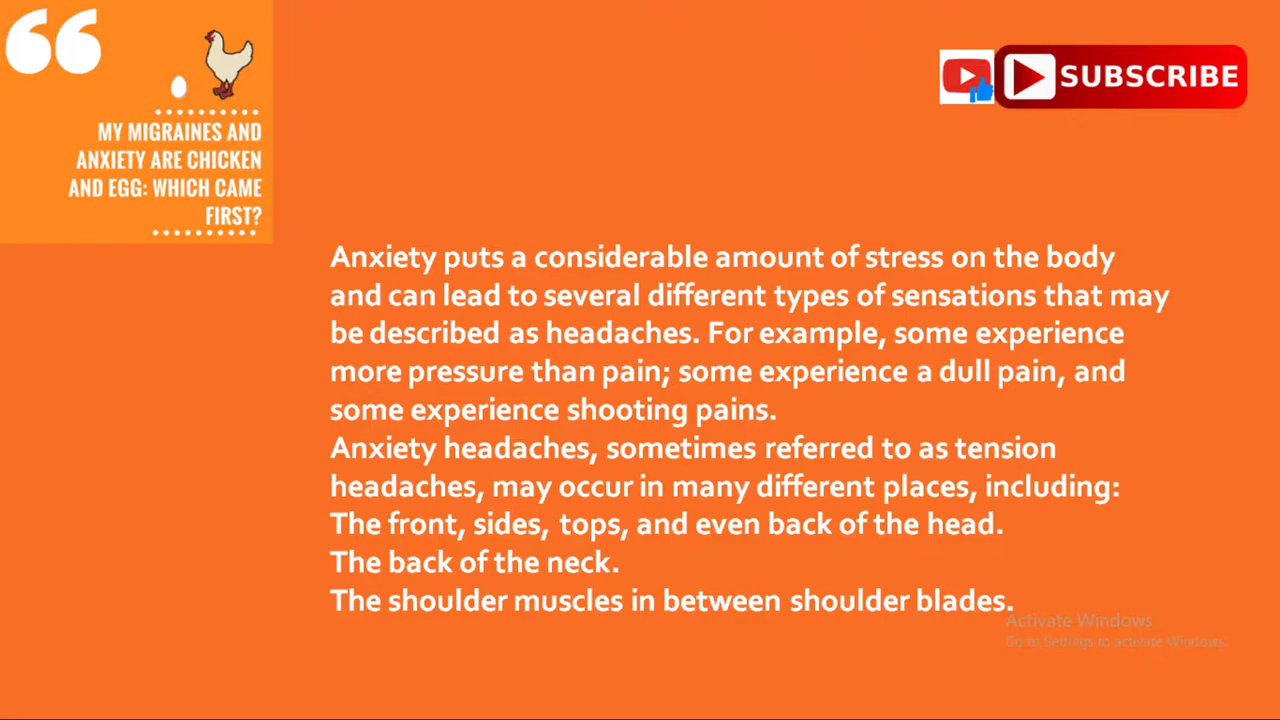 MY MIGRAINES AND
ANXIETY ARE CHICKEN
AND EGG: WHICH CAME
FIRST?
SUBSCRIBE
Anxiety puts a considerable amount of stress on the body
and can lead to several different types of sensations that may
be described as headaches. For example, some experience
more pressure than pain; some experience a dull pain, and
some experience shooting pains.
Anxiety headaches, sometimes referred to as tension
headaches, may occur in many different places, including:
The front, sides, tops, and even back of the head.
The back of the neck.
The shoulder muscles in between shoulder blades.
Activate Windows
Go to Settings to activate Windows.